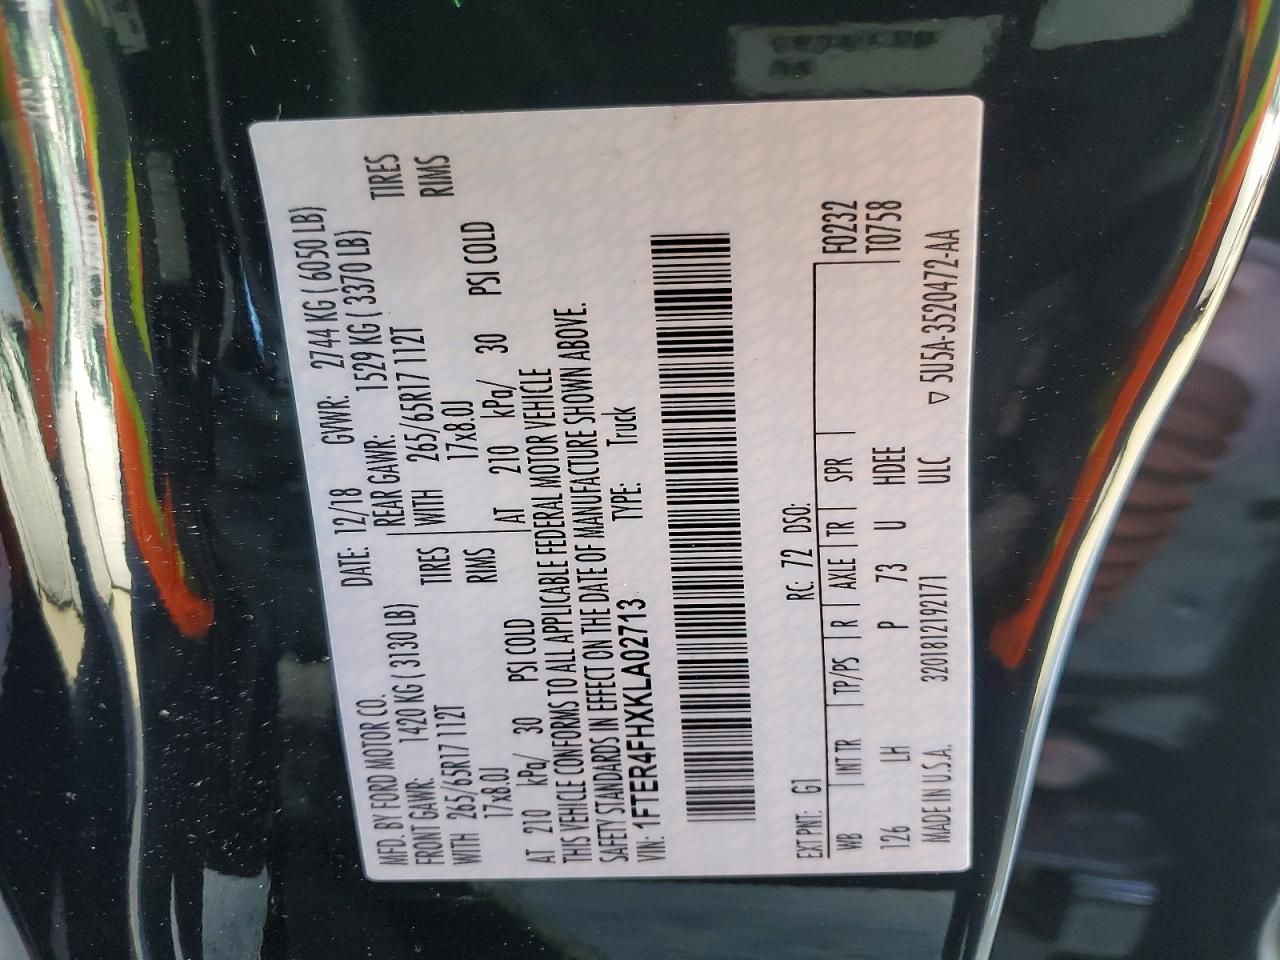 MFD. BY FORD MOTOR CO.
DATE: 12/18 GVWR: 2744 KG ( 6050 LB)
FRONT GAWR: 1420 KG ( 3130 LB)
REAR GAWR: 1529 KG ( 3370 LB)
WITH 265/65R17 112T TIRES
WITH 265/65R17 112T TIRES
17x8.0J RIMS
17x8.0J RIMS
AT 210 kPa/ 30 PSI COLD
AT 210 kPa/ 30 PSI COLD
THIS VEHICLE CONFORMS TO ALL APPLICABLE FEDERAL MOTOR VEHICLE
SAFETY STANDARDS IN EFFECT ON THE DATE OF MANUFACTURE SHOWN ABOVE.
VIN: 1FTER4FHXKLA02713 TYPE: Truck
EXT PNT: G1 RC: 72 DSO: F0232
WB INT TR TP/PS R AXLE TR SPR T0758
126 LH P 73 U HDEE
MADE IN U.S.A. 3201812192171 ULC ▽ 5U5A-3520472-AA